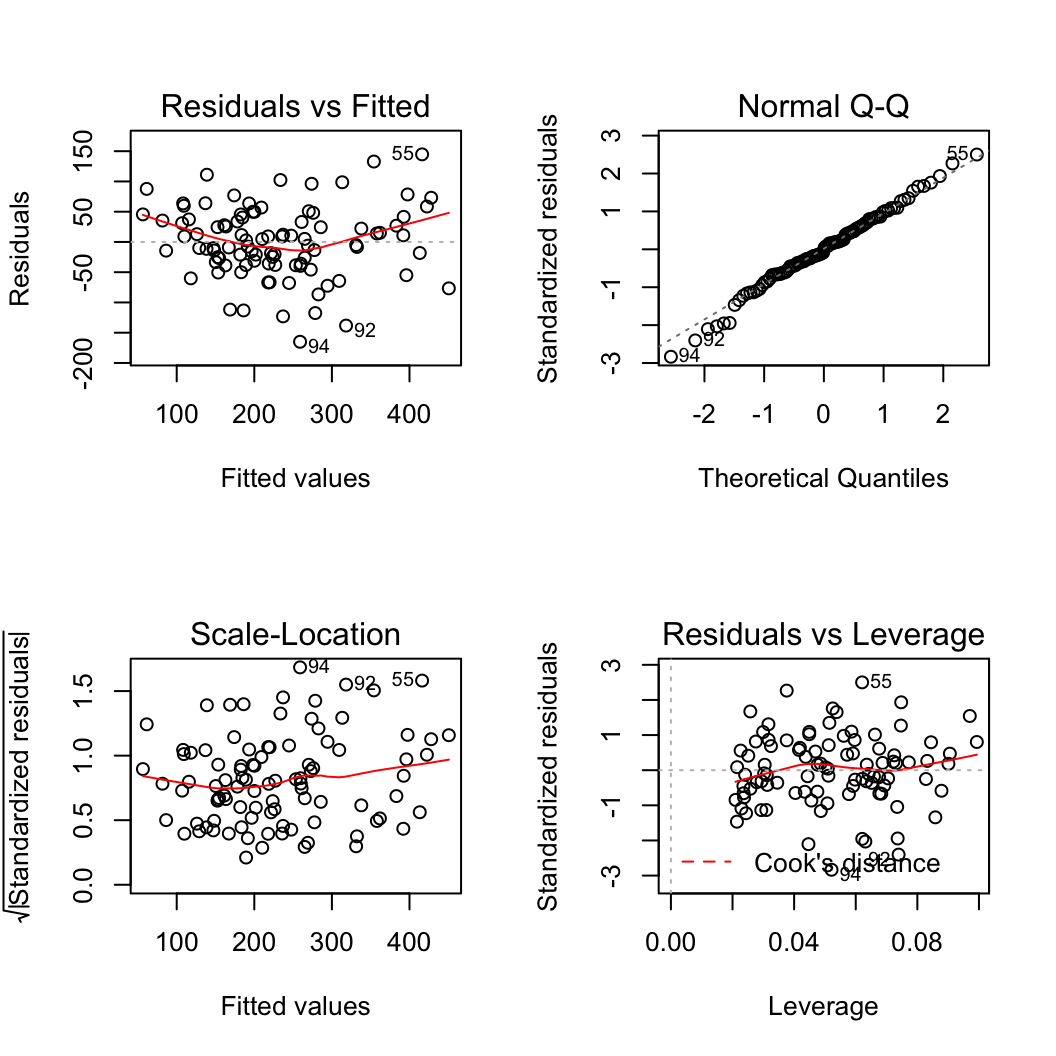 Residuals vs Fitted
Residuals
150
50
-50
-200
55
92
94
100 200 300 400
Fitted values
Normal Q-Q
Standardized residuals
3
2
1
-1
-3
55
92
94
-2 -1 0 1 2
Theoretical Quantiles
Scale-Location
√|Standardized residuals|
1.5
1.0
0.5
0.0
94
92
55
100 200 300 400
Fitted values
Residuals vs Leverage
Standardized residuals
3
1
-1
-3
55
92
Cook's distance
94
0.00 0.04 0.08
Leverage